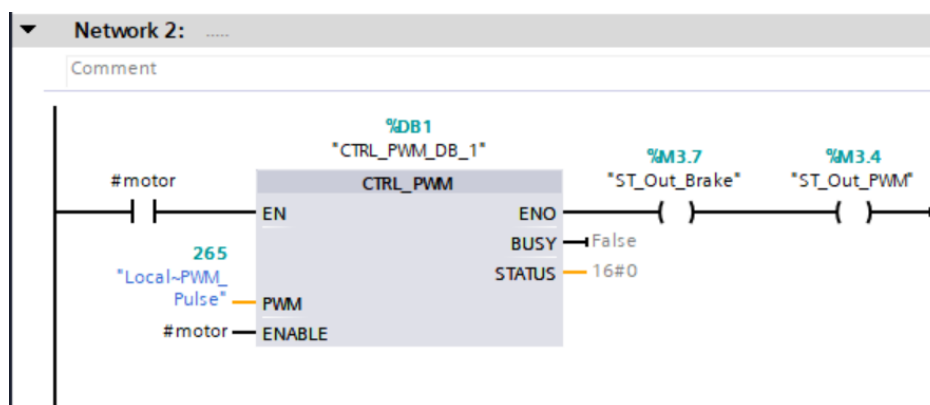 Network 2: .....
Comment
%DB1
"CTRL_PWM_DB_1"
%M3.7
%M3.4
#motor
CTRL_PWM
"ST_Out_Brake"
"ST_Out_PWM"
EN
ENO
BUSY
False
265
STATUS
16#0
"Local~PWM_
Pulse"
PWM
#motor
ENABLE